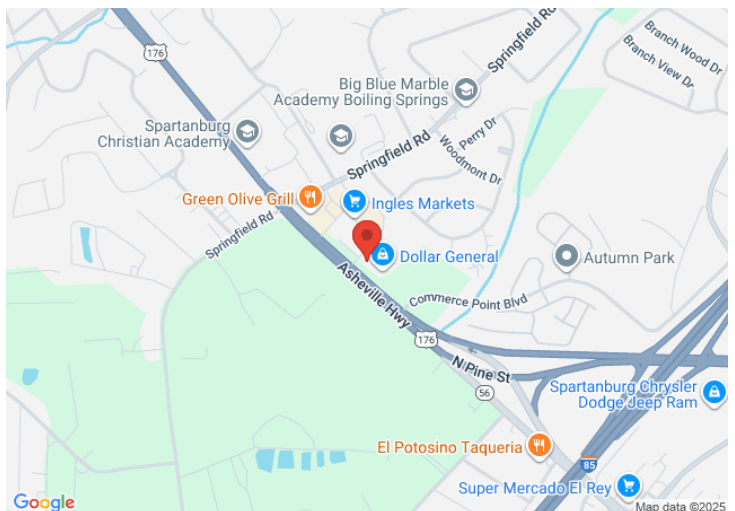 176
Springfield Rd
Branch Wood Dr
Branch View Dr
Big Blue Marble
Academy Boiling Springs
Spartanburg
Christian Academy
Perry Dr
Woodmont Dr
Springfield Rd
Green Olive Grill
Ingles Markets
Springfield Rd
Dollar General
Autumn Park
Asheville Hwy
Commerce Point Blvd
176
N Pine St
56
Spartanburg Chrysler
Dodge Jeep Ram
El Potosino Taqueria
85
Super Mercado El Rey
Google
Map data ©2025